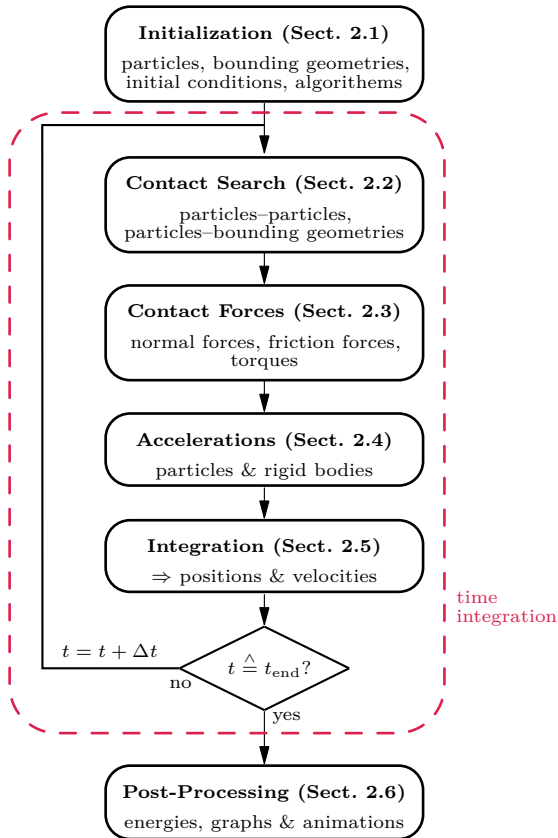 Initialization (Sect. 2.1)
particles, bounding geometries,
initial conditions, algorithems
Contact Search (Sect. 2.2)
particles–particles,
particles–bounding geometries
Contact Forces (Sect. 2.3)
normal forces, friction forces,
torques
Accelerations (Sect. 2.4)
particles & rigid bodies
Integration (Sect. 2.5)
⇒ positions & velocities
time
integration
t = t + Δt
t ≙ t_end?
no
yes
Post-Processing (Sect. 2.6)
energies, graphs & animations